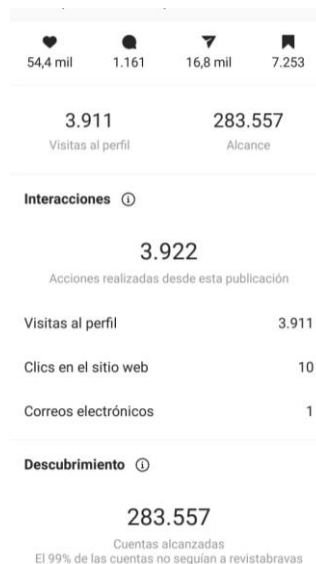 54,4 mil 1.161 16,8 mil 7.253
3.911 283.557
Visitas al perfil Alcance
Interacciones
3.922
Acciones realizadas desde esta publicación
Visitas al perfil 3.911
Clics en el sitio web 10
Correos electrónicos 1
Descubrimiento
283.557
Cuentas alcanzadas
El 99% de las cuentas no seguían a revistabravas